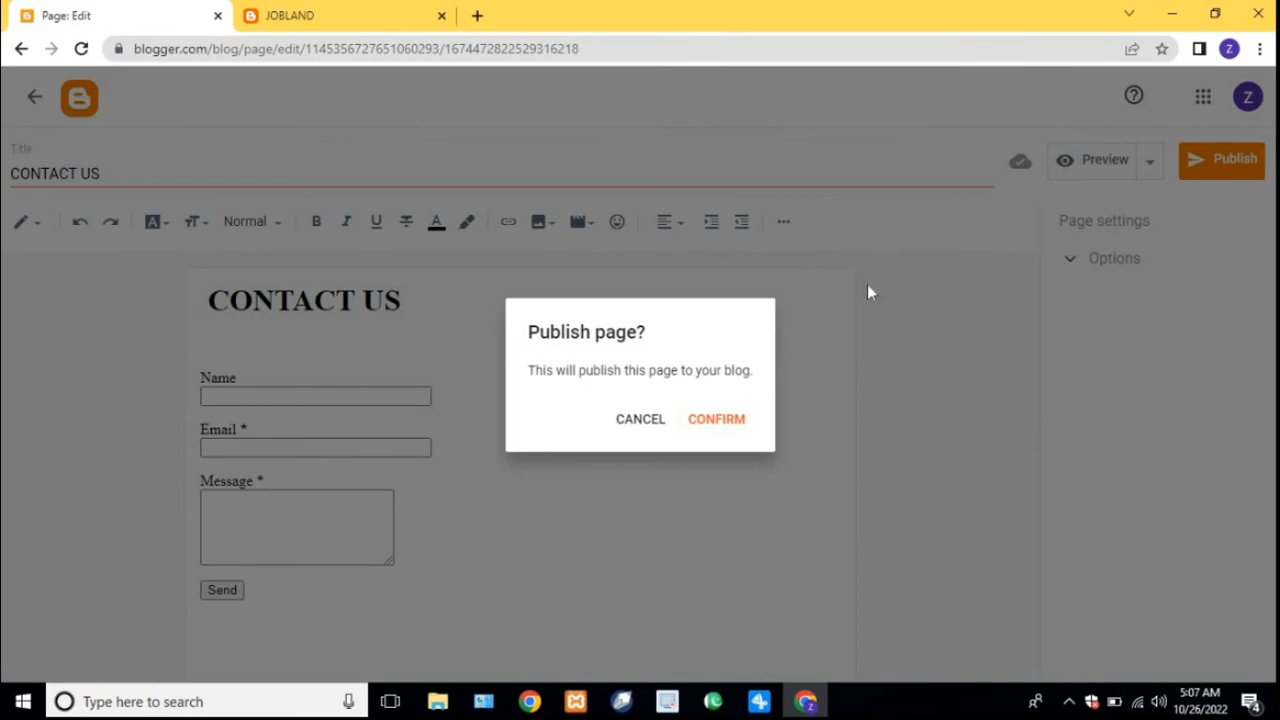 Page: Edit
JOBLAND
blogger.com/blog/page/edit/1145356727651060293/1674472822529316218
Z
Z
Title
CONTACT US
Preview
Publish
Normal
B
I
U
A
Page settings
Options
CONTACT US
Name
Email *
Message *
Send
Publish page?
This will publish this page to your blog.
CANCEL
CONFIRM
Type here to search
5:07 AM
10/26/2022
4